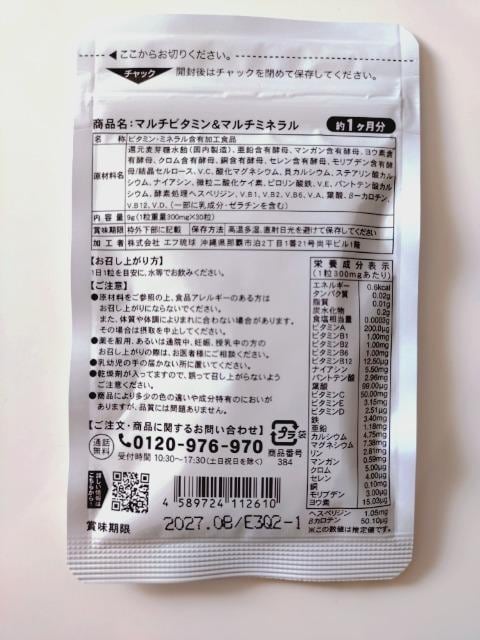 ここからお切りください。
チャック 開封後はチャックを閉めて保存してください。
商品名：マルチビタミン&マルチミネラル 約1ヶ月分
名 称 ビタミン・ミネラル含有加工食品
原材料名 還元麦芽糖水飴(国内製造)、亜鉛含有酵母、マンガン含有酵母、ヨウ素含有酵母、クロム含有酵母、銅含有酵母、セレン含有酵母、モリブデン含有酵母/結晶セルロース、V.C、酸化マグネシウム、貝カルシウム、ステアリン酸カルシウム、ナイアシン、微粒二酸化ケイ素、ピロリン酸鉄、V.E、パントテン酸カルシウム、酵素処理ヘスペリジン、V.B1、V.B2、V.B6、V.A、葉酸、β-カロテン、V.B12、V.D、(一部に乳成分・ゼラチンを含む)
内容量 9g(1粒重量300mg×30粒)
賞味期限 枠外下部に記載 保存方法 高温多湿、直射日光を避けて保存してください
加工者 株式会社 エフ琉球 沖縄県那覇市泊2丁目1番21号尚平ビル1階
【お召し上がり方】
1日1粒を目安に、水等でお飲みください。
【ご注意】
●原材料をご参照の上、食品アレルギーのある方は
お召し上がりにならないでください。
また、体質や体調によりまれに合わない場合があります。
その場合は摂取を中止してください。
●薬を服用、あるいは通院中、妊娠、授乳中の方の
お召し上がりの際は、お医者様にご相談ください。
●乳幼児の手の届かない所に置いてください。
●乾燥剤が入ってますので、誤って召し上がらないよう
ご注意ください。
●商品により多少の色の違いや成分特有のにおいが
ありますが、品質には問題ありません。
【ご注文・商品に関するお問い合わせ】
通話無料 0120-976-970
受付時間 10:30~17:30(土日祝日を除く)
プラ 袋
商品番号
384
栄養成分表示
(1粒300mgあたり)
エネルギー 0.6kcal
タンパク質 0.02g
脂質 0.01g
炭水化物 0.2g
食塩相当量 0.0003g
ビタミンA 200.0μg
ビタミンB1 1.00mg
ビタミンB2 1.00mg
ビタミンB6 1.00mg
ビタミンB12 12.50μg
ナイアシン 5.50mg
パントテン酸 2.96mg
葉酸 99.00μg
ビタミンC 50.00mg
ビタミンE 3.15mg
ビタミンD 2.51μg
鉄 3.40mg
亜鉛 1.18mg
カルシウム 4.75mg
マグネシウム 7.38mg
リン 2.81mg
マンガン 0.59mg
クロム 5.00μg
セレン 4.00μg
銅 0.10mg
モリブデン 3.00μg
ヨウ素 15.03μg
ヘスペリジン 1.05mg
βカロテン 50.10μg
※この数値は推定値です。
詳しい情報はこちらから!
4 589724 112610
賞味期限 2027.08/E3Q2-1